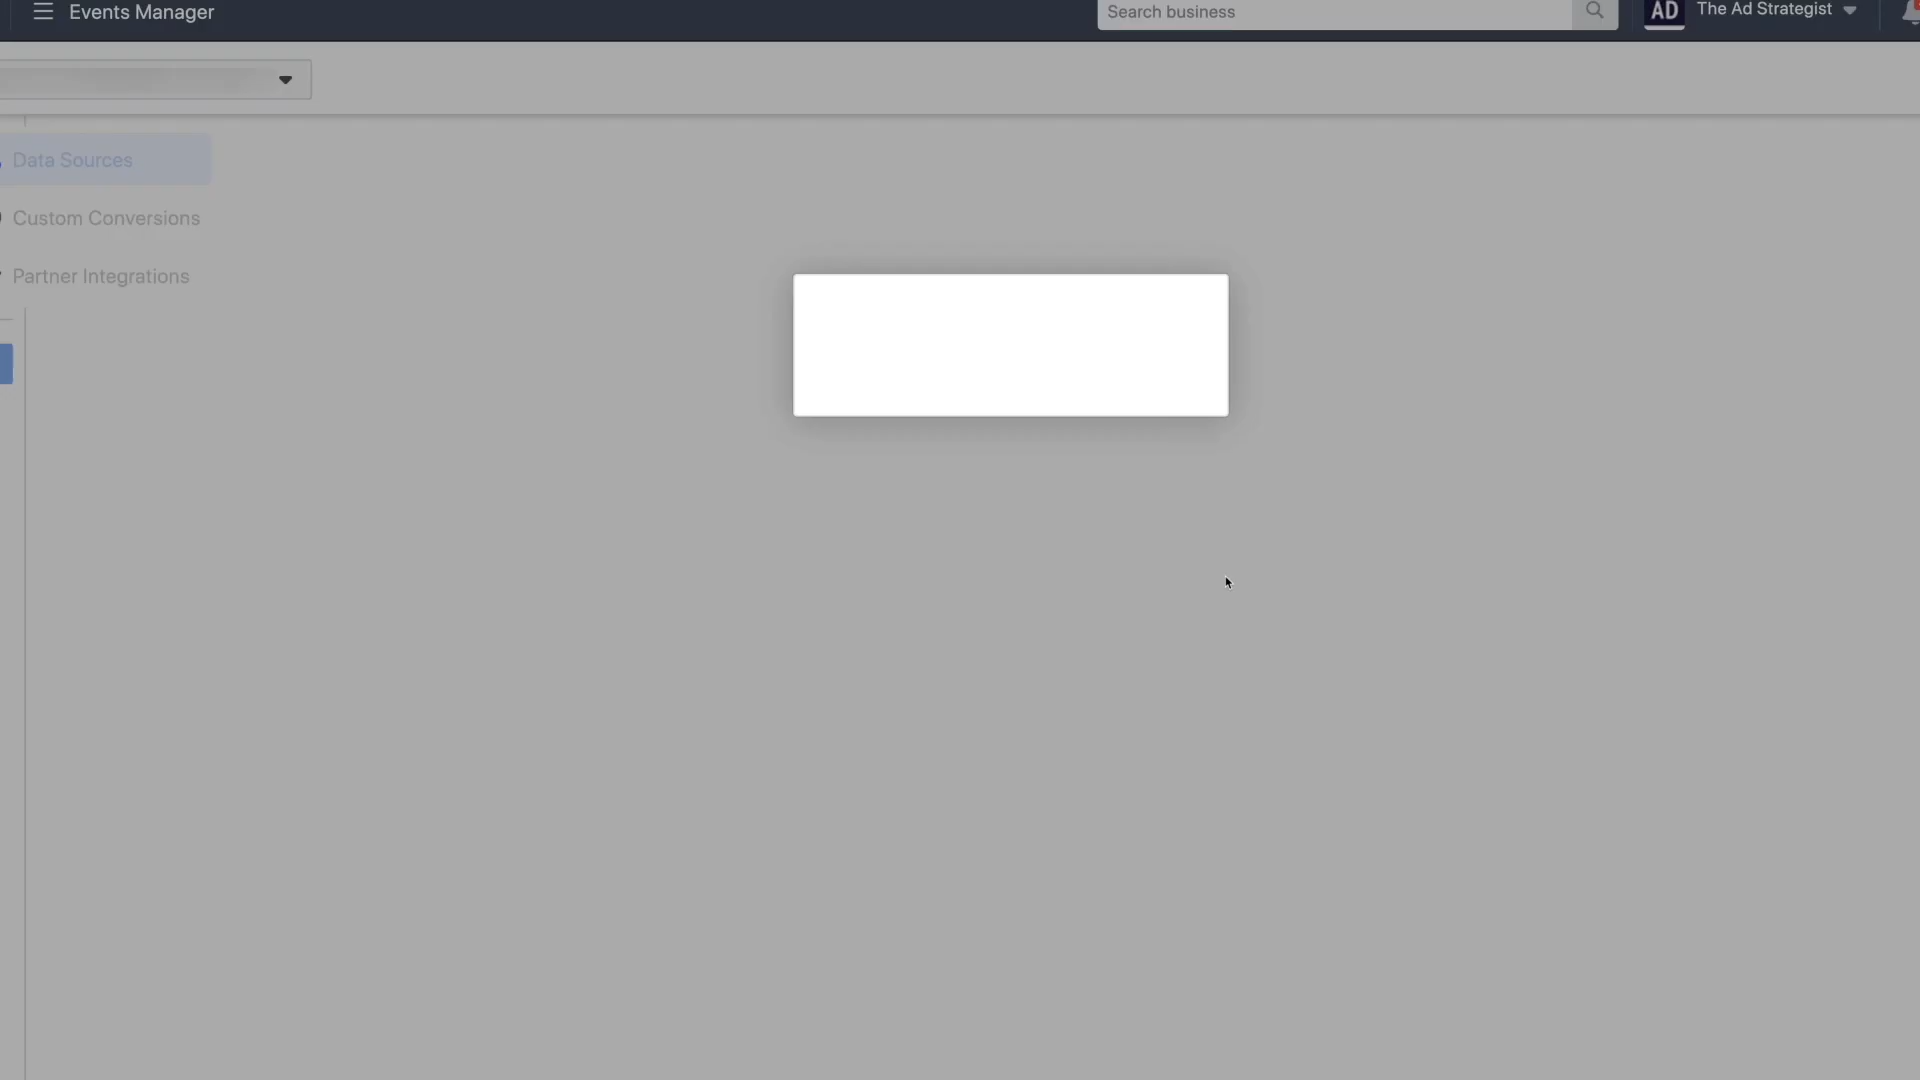 Events Manager
Search business
AD
The Ad Strategist
Data Sources
Custom Conversions
Partner Integrations